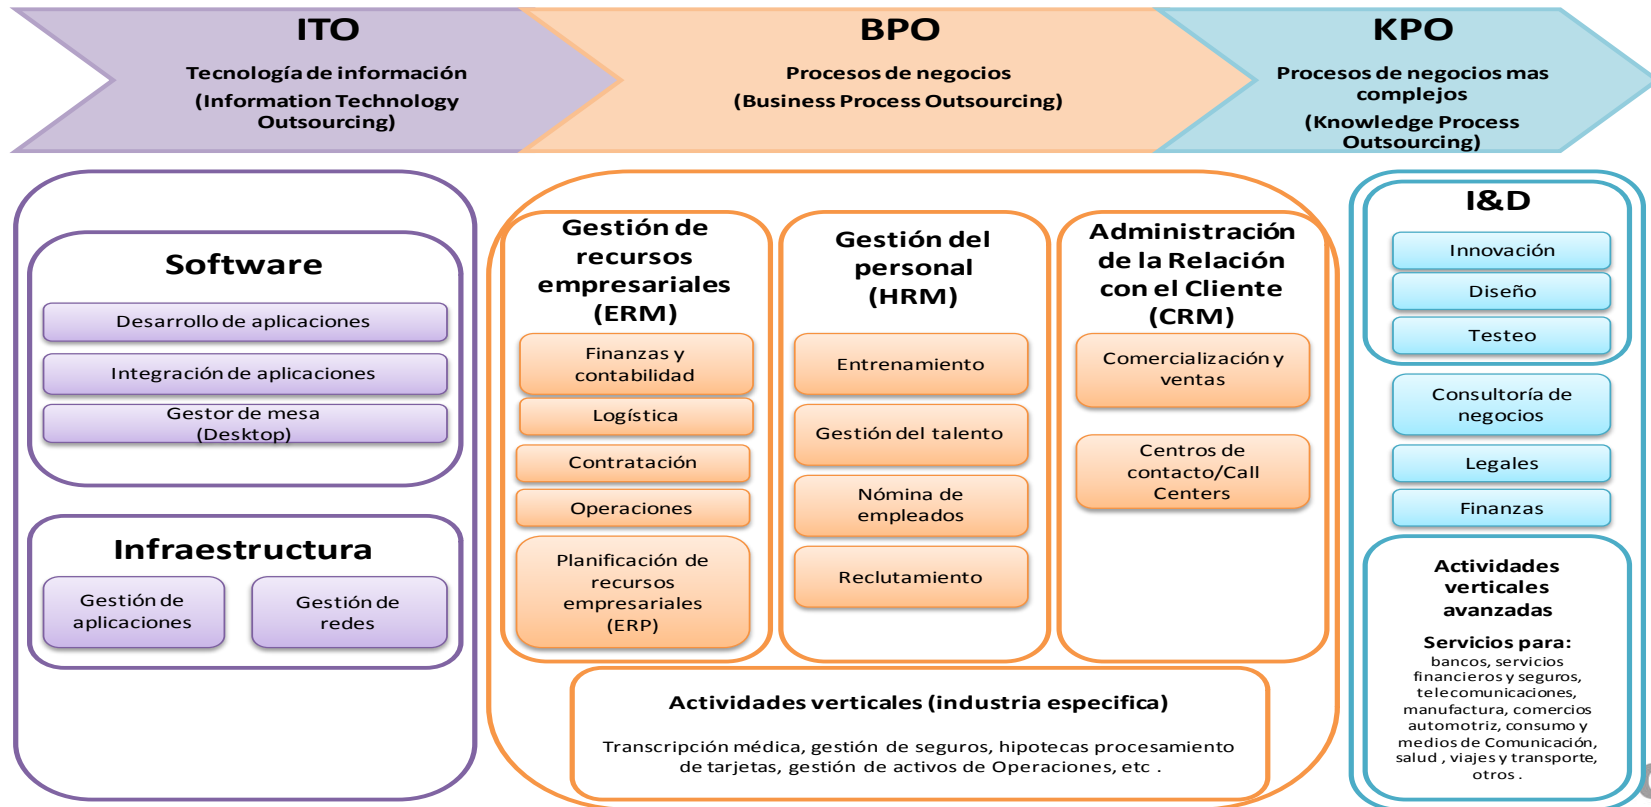 ITO
Tecnología de información
(Information Technology
Outsourcing)
BPO
Procesos de negocios
(Business Process Outsourcing)
KPO
Procesos de negocios mas
complejos
(Knowledge Process
Outsourcing)
Software
Desarrollo de aplicaciones
Integración de aplicaciones
Gestor de mesa
(Desktop)
Infraestructura
Gestión de
aplicaciones
Gestión de
redes
Gestión de
recursos
empresariales
(ERM)
Finanzas y
contabilidad
Logística
Contratación
Operaciones
Planificación de
recursos
empresariales
(ERP)
Gestión del
personal
(HRM)
Entrenamiento
Gestión del talento
Nómina de
empleados
Reclutamiento
Administración
de la Relación
con el Cliente
(CRM)
Comercialización y
ventas
Centros de
contacto/Call
Centers
Actividades verticales (industria especifica)
Transcripción médica, gestión de seguros, hipotecas procesamiento
de tarjetas, gestión de activos de Operaciones, etc .
I&D
Innovación
Diseño
Testeo
Consultoría de
negocios
Legales
Finanzas
Actividades
verticales
avanzadas
Servicios para:
bancos, servicios
financieros y seguros,
telecomunicaciones,
manufactura, comercios
automotriz, consumo y
medios de Comunicación,
salud , viajes y transporte,
otros .